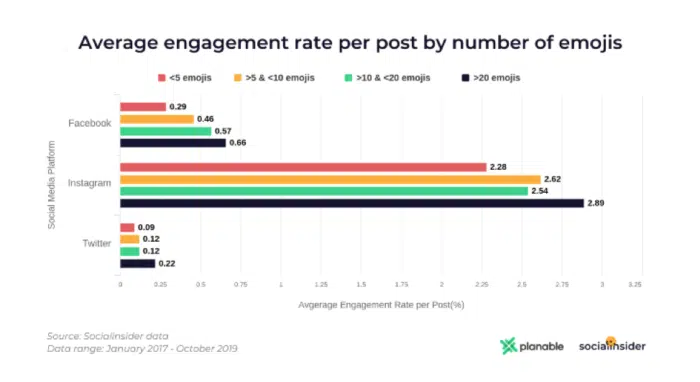 Average engagement rate per post by number of emojis
<5 emojis >5 & <10 emojis >10 & <20 emojis >20 emojis
Social Media Platform
Facebook
0.29
0.46
0.57
0.66
Instagram
2.28
2.62
2.54
2.89
Twitter
0.09
0.12
0.12
0.22
0 0.25 0.5 0.75 1 1.25 1.5 1.75 2 2.25 2.5 2.75 3 3.25
Avgerage Engagement Rate per Post(%)
Source: Socialinsider data
Data range: January 2017 - October 2019
planable socialinsider